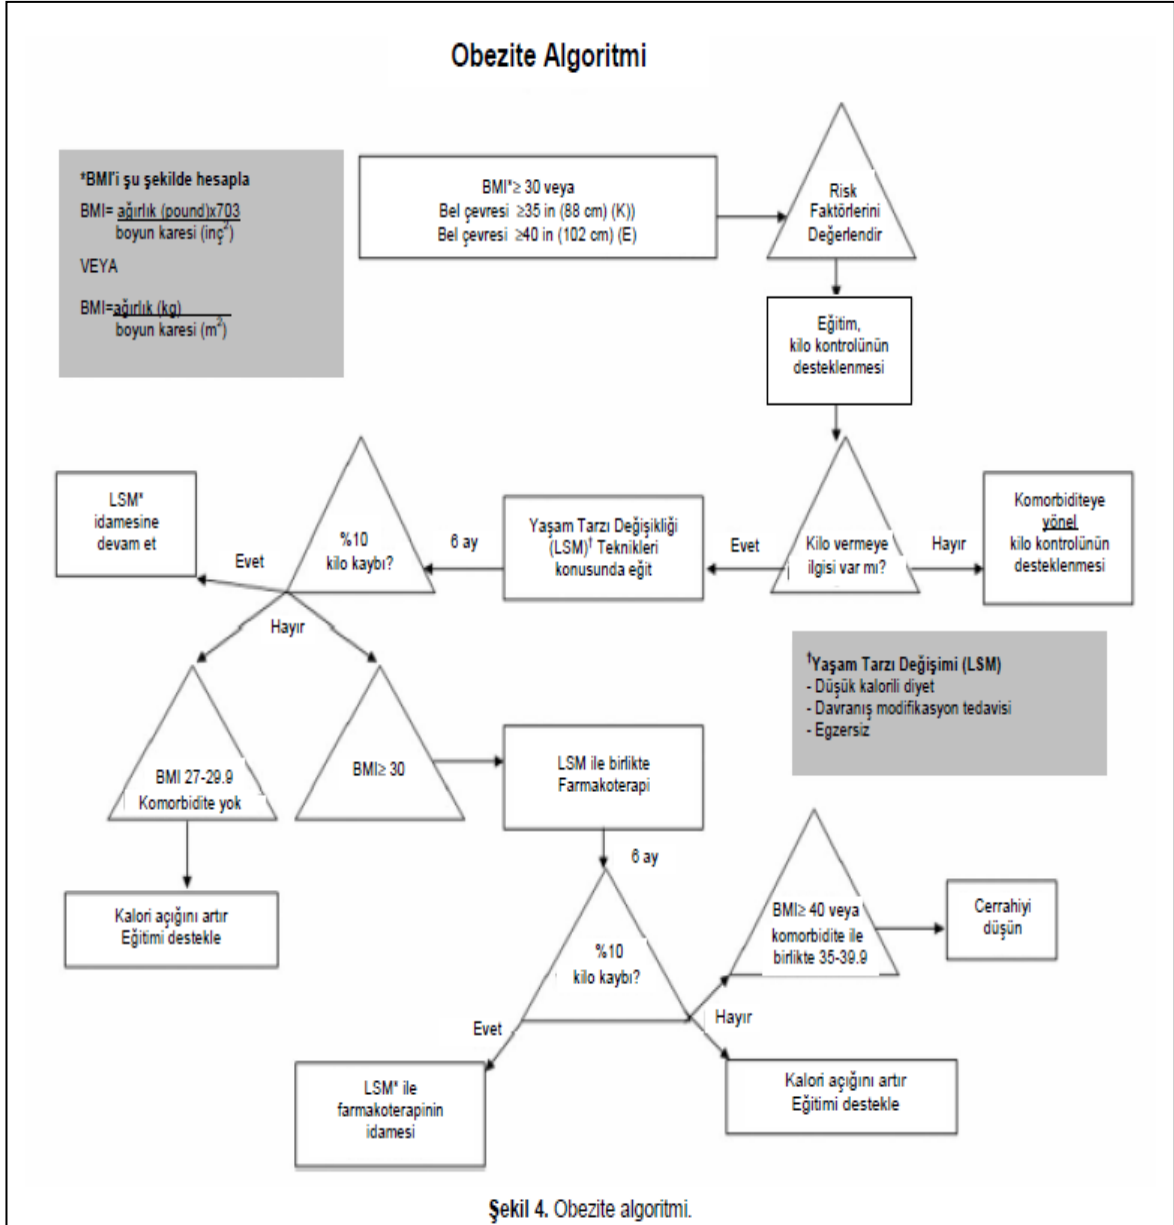 Obezite Algoritmi
*BMI'i şu şekilde hesapla
BMI= ağırlık (pound)x703
boyun karesi (inç²)
VEYA
BMI=ağırlık (kg)
boyun karesi (m²)
BMI*≥ 30 veya
Bel çevresi ≥35 in (88 cm) (K))
Bel çevresi ≥40 in (102 cm) (E)
Risk
Faktörlerini
Değerlendir
Eğitim,
kilo kontrolünün
desteklenmesi
Kilo vermeye
ilgisi var mı?
Hayır
Komorbiditeye
yönel
kilo kontrolünün
desteklenmesi
Evet
Yaşam Tarzı Değişikliği
(LSM)† Teknikleri
konusunda eğit
6 ay
%10
kilo kaybı?
Evet
LSM*
idamesine
devam et
Hayır
†Yaşam Tarzı Değişimi (LSM)
- Düşük kalorili diyet
- Davranış modifikasyon tedavisi
- Egzersiz
BMI 27-29.9
Komorbidite yok
BMI≥ 30
LSM ile birlikte
Farmakoterapi
6 ay
Kalori açığını artır
Eğitimi destekle
%10
kilo kaybı?
BMI≥ 40 veya
komorbidite ile
birlikte 35-39.9
Cerrahiyi
düşün
Evet
Hayır
LSM* ile
farmakoterapinin
idamesi
Kalori açığını artır
Eğitimi destekle
Şekil 4. Obezite algoritmi.